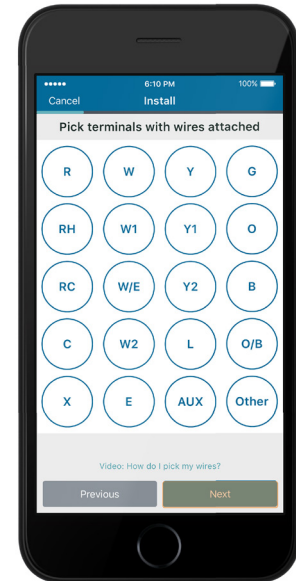 6:10 PM 100%
Cancel Install
Pick terminals with wires attached
R W Y G
RH W1 Y1 O
RC W/E Y2 B
C W2 L O/B
X E AUX Other
Video: How do I pick my wires?
Previous Next